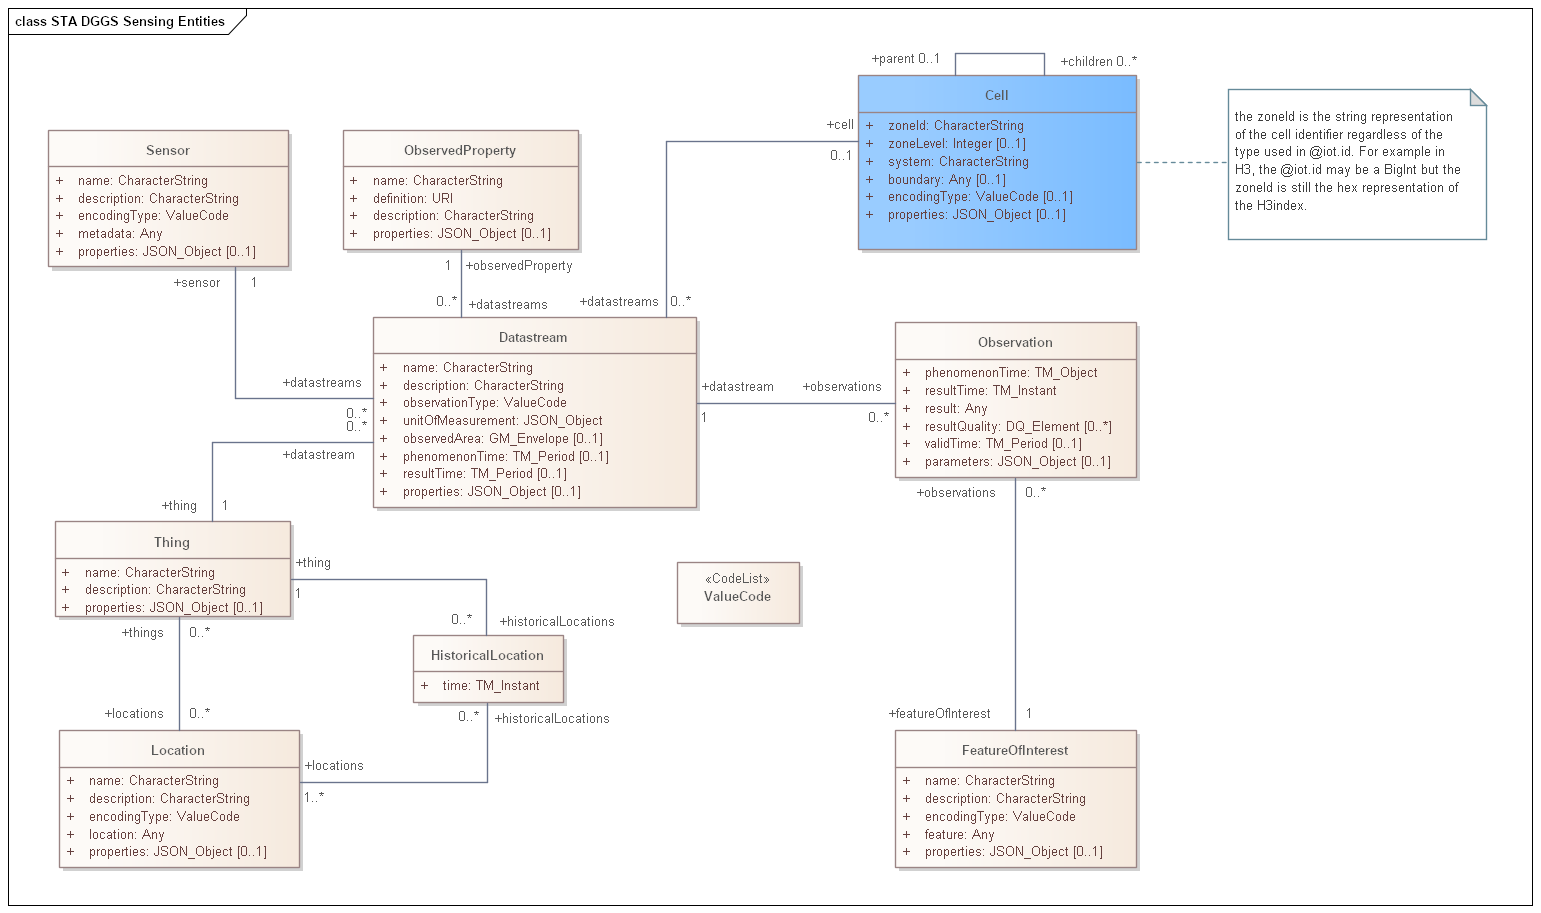 class STA DGGS Sensing Entities
+parent 0..1
+children 0..*
Cell
+ zoneId: CharacterString
+ zoneLevel: Integer [0..1]
+ system: CharacterString
+ boundary: Any [0..1]
+ encodingType: ValueCode [0..1]
+ properties: JSON_Object [0..1]
the zoneId is the string representation
of the cell identifier regardless of the
type used in @iot.id. For example in
H3, the @iot.id may be a BigInt but the
zoneId is still the hex representation of
the H3index.
+cell
0..1
Sensor
+ name: CharacterString
+ description: CharacterString
+ encodingType: ValueCode
+ metadata: Any
+ properties: JSON_Object [0..1]
ObservedProperty
+ name: CharacterString
+ definition: URI
+ description: CharacterString
+ properties: JSON_Object [0..1]
+sensor 1
1 +observedProperty
0..* +datastreams
+datastreams 0..*
Datastream
+ name: CharacterString
+ description: CharacterString
+ observationType: ValueCode
+ unitOfMeasurement: JSON_Object
+ observedArea: GM_Envelope [0..1]
+ phenomenonTime: TM_Period [0..1]
+ resultTime: TM_Period [0..1]
+ properties: JSON_Object [0..1]
+datastreams
0..*
0..*
+datastream
+datastream
1
+observations
0..*
Observation
+ phenomenonTime: TM_Object
+ resultTime: TM_Instant
+ result: Any
+ resultQuality: DQ_Element [0..*]
+ validTime: TM_Period [0..1]
+ parameters: JSON_Object [0..1]
+observations 0..*
+thing 1
Thing
+ name: CharacterString
+ description: CharacterString
+ properties: JSON_Object [0..1]
+thing
1
0..* +historicalLocations
«CodeList»
ValueCode
+things 0..*
HistoricalLocation
+ time: TM_Instant
0..* +historicalLocations
+locations 0..*
+locations
1..*
Location
+ name: CharacterString
+ description: CharacterString
+ encodingType: ValueCode
+ location: Any
+ properties: JSON_Object [0..1]
+featureOfInterest 1
FeatureOfInterest
+ name: CharacterString
+ description: CharacterString
+ encodingType: ValueCode
+ feature: Any
+ properties: JSON_Object [0..1]